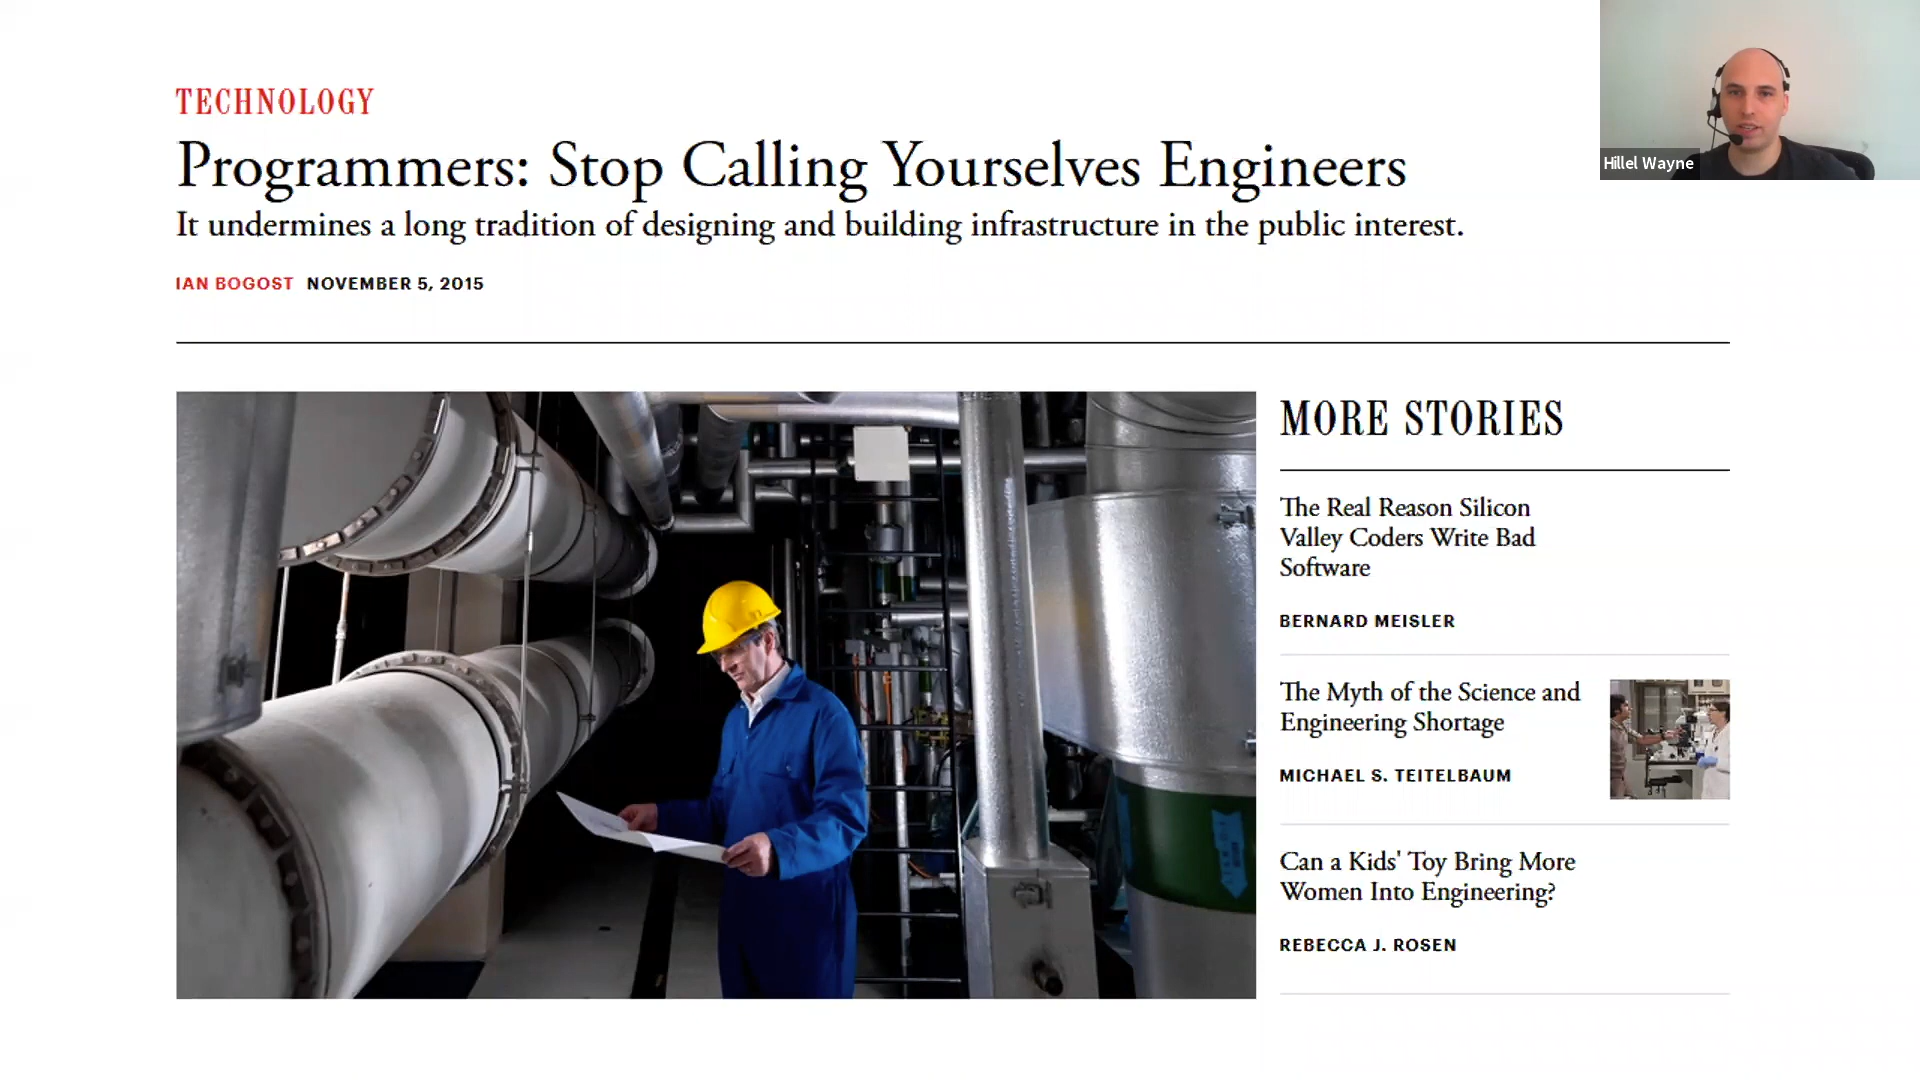 TECHNOLOGY
Programmers: Stop Calling Yourselves Engineers
It undermines a long tradition of designing and building infrastructure in the public interest.
IAN BOGOST NOVEMBER 5, 2015
Hillel Wayne
MORE STORIES
The Real Reason Silicon
Valley Coders Write Bad
Software
BERNARD MEISLER
The Myth of the Science and
Engineering Shortage
MICHAEL S. TEITELBAUM
Can a Kids' Toy Bring More
Women Into Engineering?
REBECCA J. ROSEN